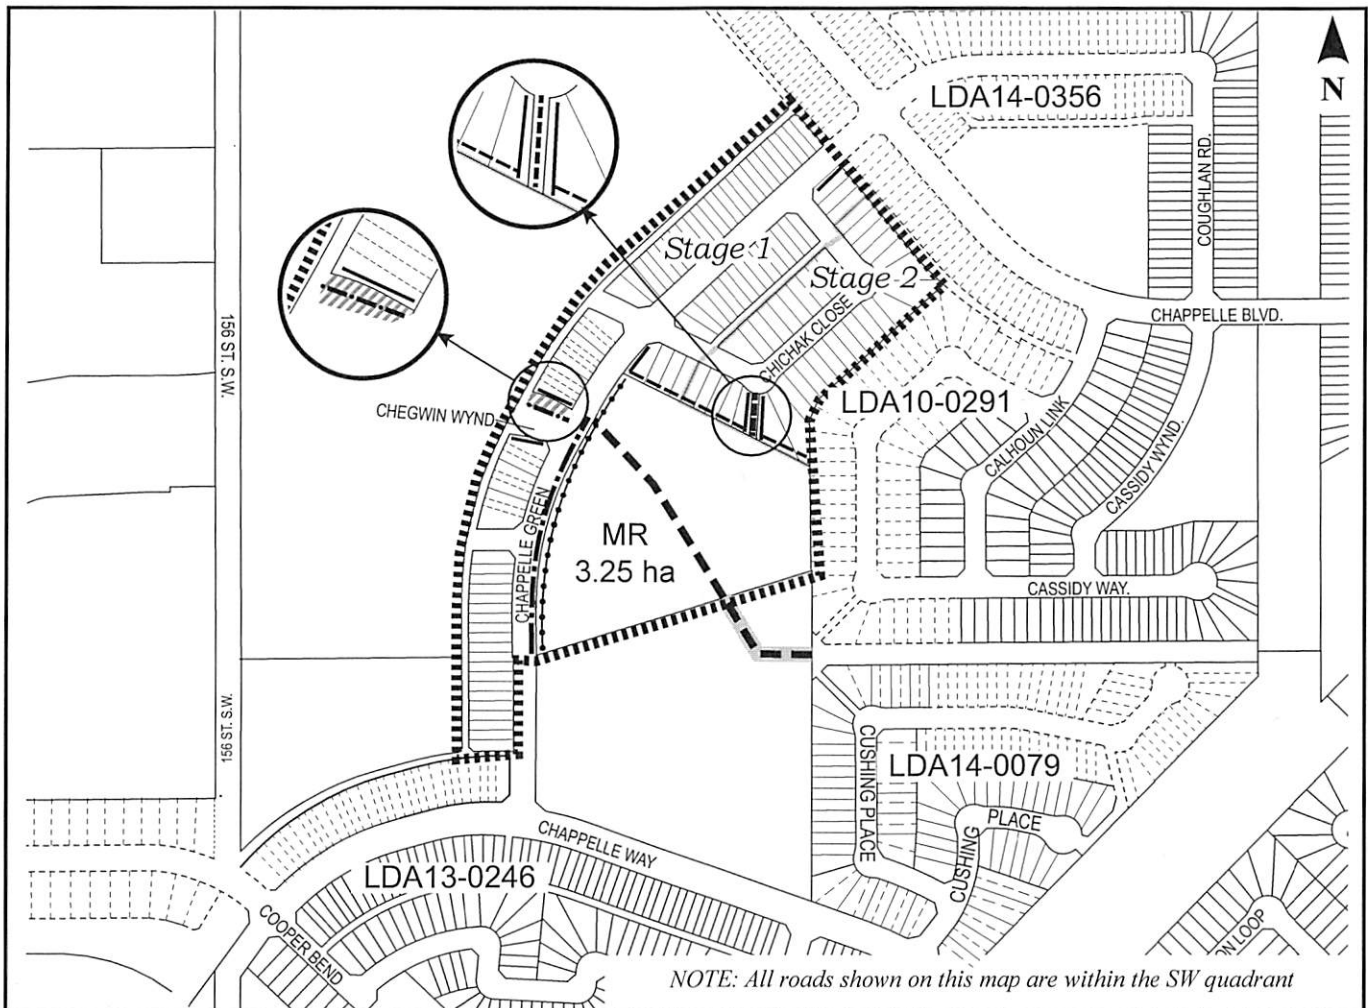 LDA14-0356
N
COUGHLAN RD.
Stage 1
Stage 2
CHICHAK CLOSE
156 ST. S.W.
CHAPPELLE BLVD.
CHEGWIN WYND
LDA10-0291
CALHOUN LINK
CASSIDY WYND.
CHAPPELLE GREEN
MR
3.25 ha
CASSIDY WAY.
156 ST. S.W.
CUSHING PLACE
LDA14-0079
CUSHING
PLACE
CHAPPELLE WAY
LDA13-0246
COOPER BEND
ON LOOP
NOTE: All roads shown on this map are within the SW quadrant